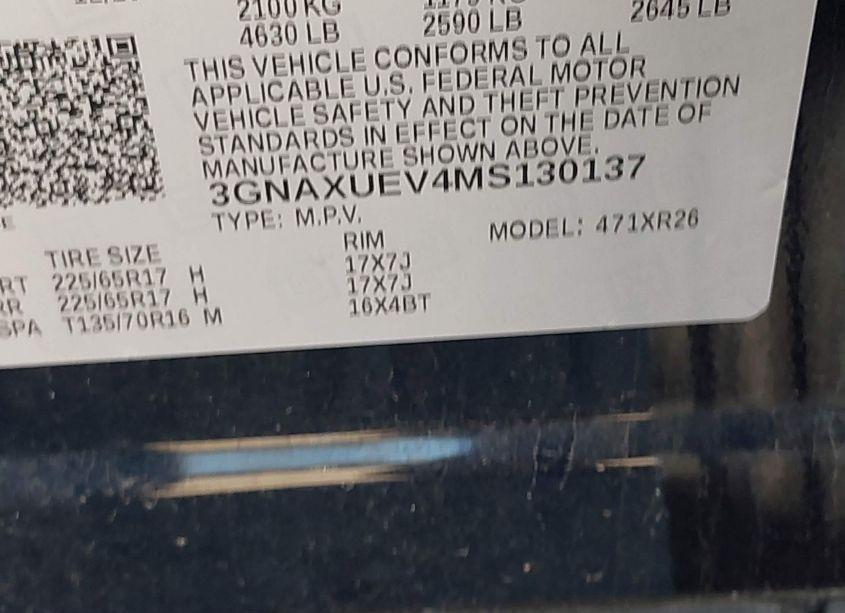 2100 KG
4630 LB 2590 LB 2645 LB
THIS VEHICLE CONFORMS TO ALL
APPLICABLE U.S. FEDERAL MOTOR
VEHICLE SAFETY AND THEFT PREVENTION
STANDARDS IN EFFECT ON THE DATE OF
MANUFACTURE SHOWN ABOVE.
3GNAXUEV4MS130137
TYPE: M.P.V. MODEL: 471XR26
TIRE SIZE RIM
RT 225/65R17 H 17X7J
RR 225/65R17 H 17X7J
SPA T135/70R16 M 16X4BT